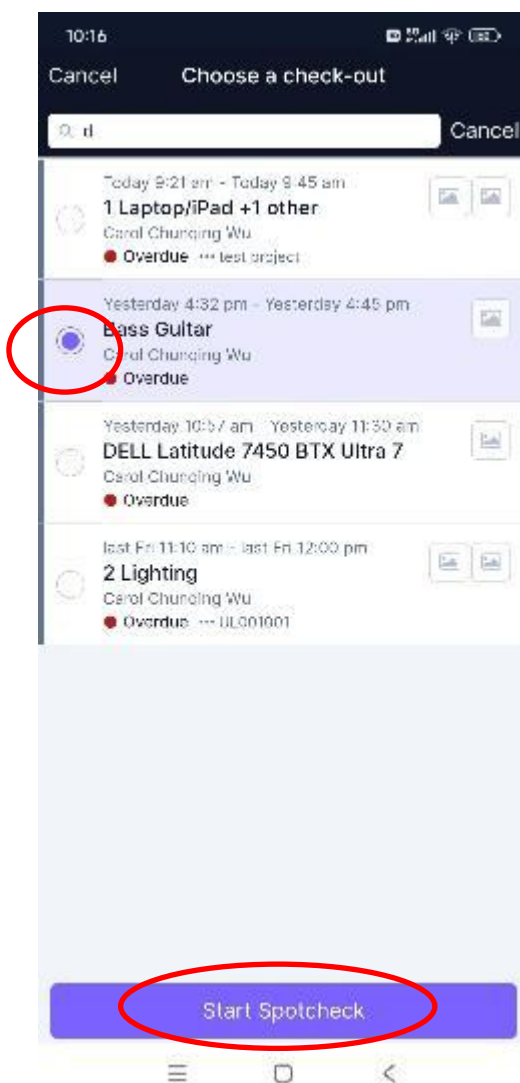 10:16
Cancel Choose a check-out
d Cancel
Today 9:21 am - Today 9:45 am
1 Laptop/iPad +1 other
Carol Chunqing Wu
Overdue ··· test project
Yesterday 4:32 pm - Yesterday 4:45 pm
Bass Guitar
Carol Chunqing Wu
Overdue
Yesterday 10:57 am - Yesterday 11:30 am
DELL Latitude 7450 BTX Ultra 7
Carol Chunqing Wu
Overdue
last Fri 11:10 am - last Fri 12:00 pm
2 Lighting
Carol Chunqing Wu
Overdue ··· UL001001
Start Spotcheck